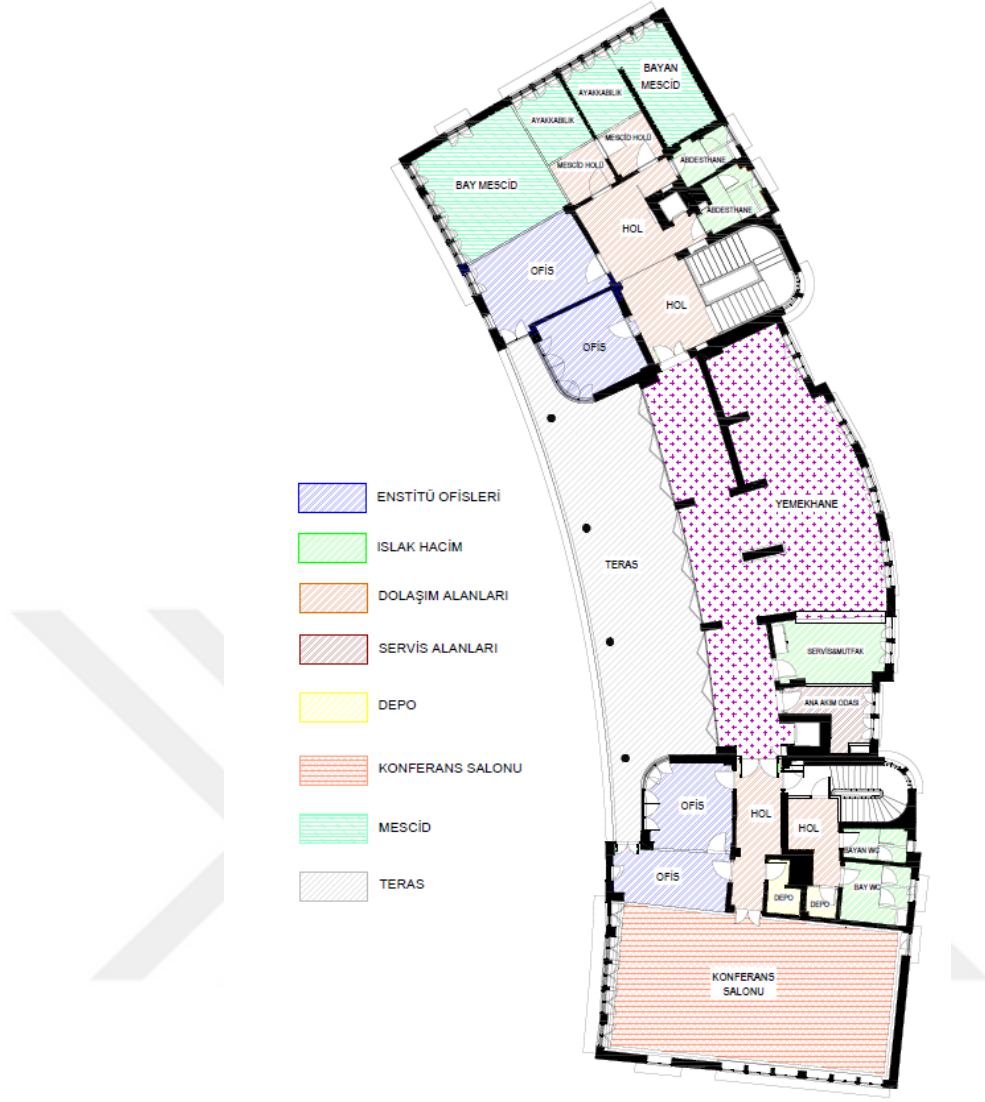 BAYAN
MESCİD
AYAKKABILIK
AYAKKABILIK
MESCİD HOLÜ
MESCİD HOLÜ
ABDESTHANE
BAY MESCİD
ABDESTHANE
HOL
OFİS
HOL
OFİS
ENSTİTÜ OFİSLERİ
YEMEKHANE
ISLAK HACİM
TERAS
DOLAŞIM ALANLARI
SERVİS ALANLARI
SERVİS&MUTFAK
DEPO
ANA AKIM ODASI
KONFERANS SALONU
OFİS
HOL
MESCİD
HOL
BAYAN WC
OFİS
TERAS
BAY WC
DEPO
DEPO
KONFERANS
SALONU